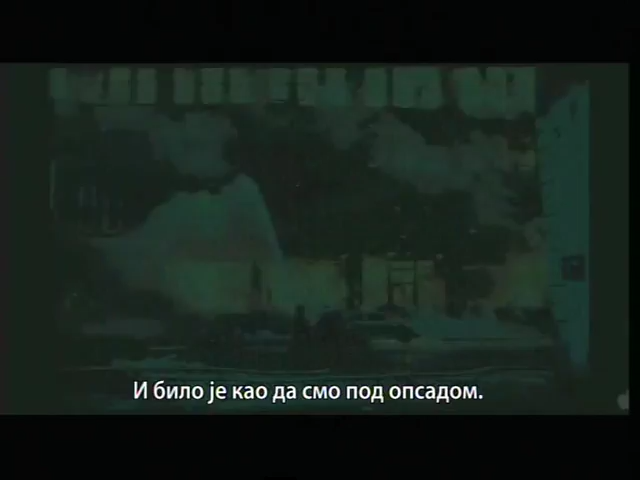 И било је као да смо под опсадом.